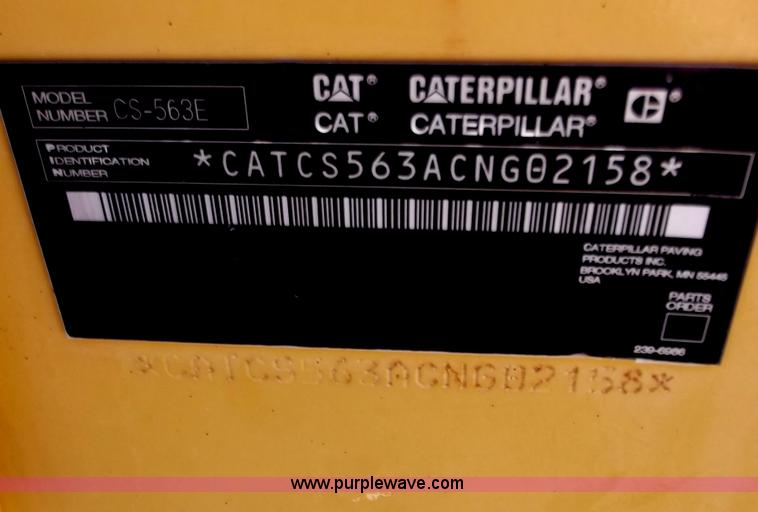 MODEL NUMBER CS-563E
CAT® CATERPILLAR® CE®
CAT® CATERPILLAR®
PRODUCT IDENTIFICATION NUMBER *CATCS563ACNG02158*
CATERPILLAR PAVING
PRODUCTS INC.
BROOKLYN PARK, MN 55445
USA
PARTS
ORDER
239-6986
*CATCS563ACNG02158*
www.purplewave.com